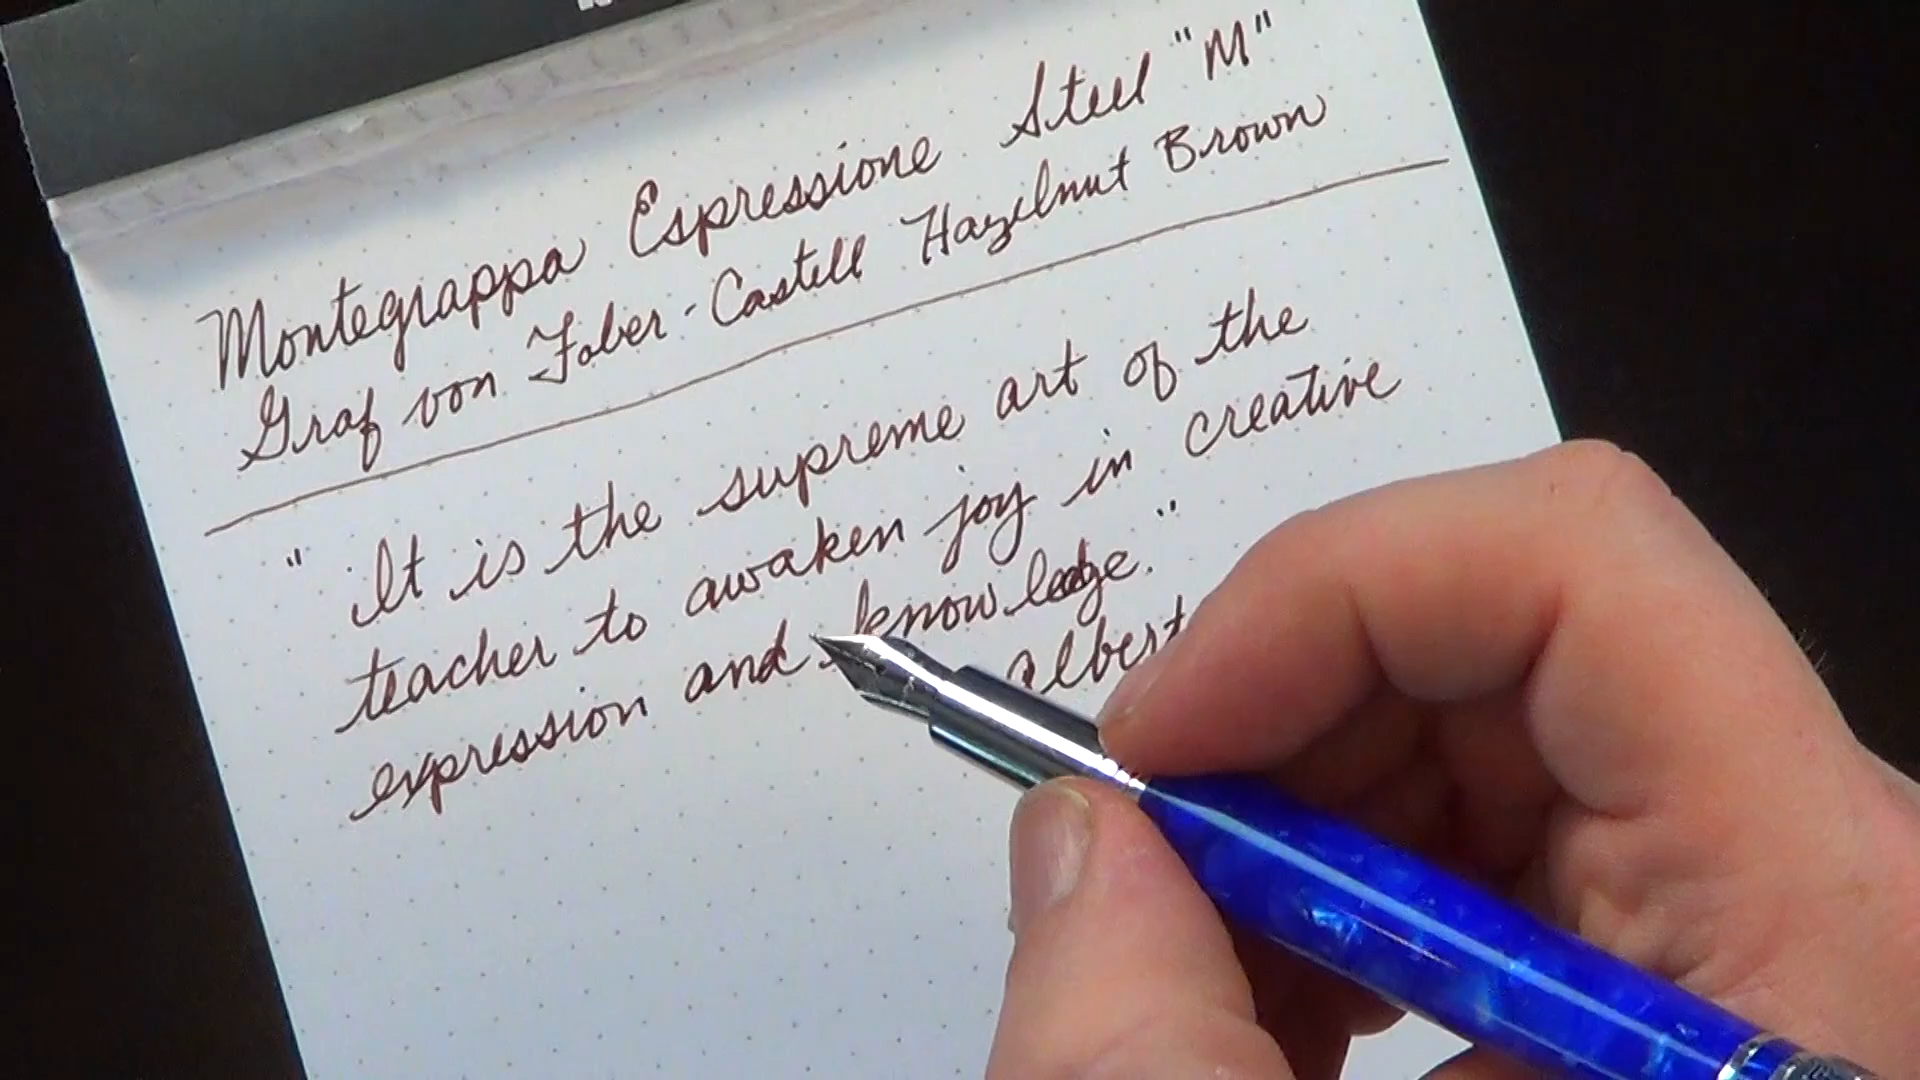 Montegrappa Espressione Steel "M"
Graf von Faber-Castell Hazelnut Brown
"It is the supreme art of the
teacher to awaken joy in creative
expression and knowledge."
Albert